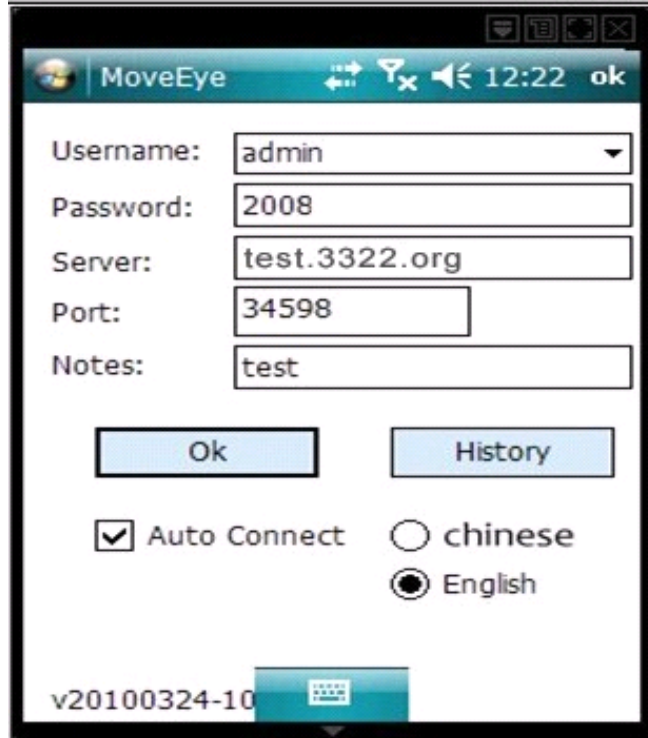 MoveEye 12:22 ok
Username: admin
Password: 2008
Server: test.3322.org
Port: 34598
Notes: test
Ok History
Auto Connect chinese
English
v20100324-10